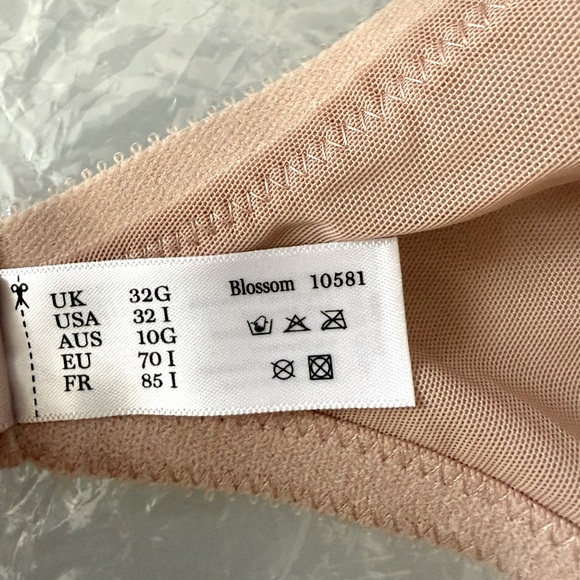 UK 32G
USA 32 I
AUS 10G
EU 70 I
FR 85 I
Blossom 10581